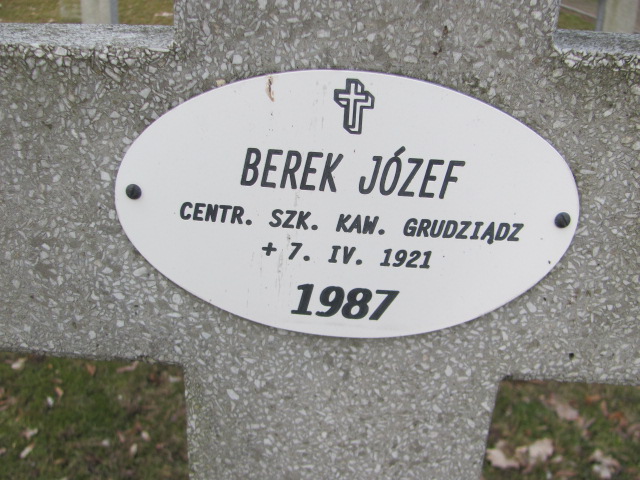 BEREK JÓZEF
CENTR. SZK. KAW. GRUDZIĄDZ
+ 7. IV. 1921
1987